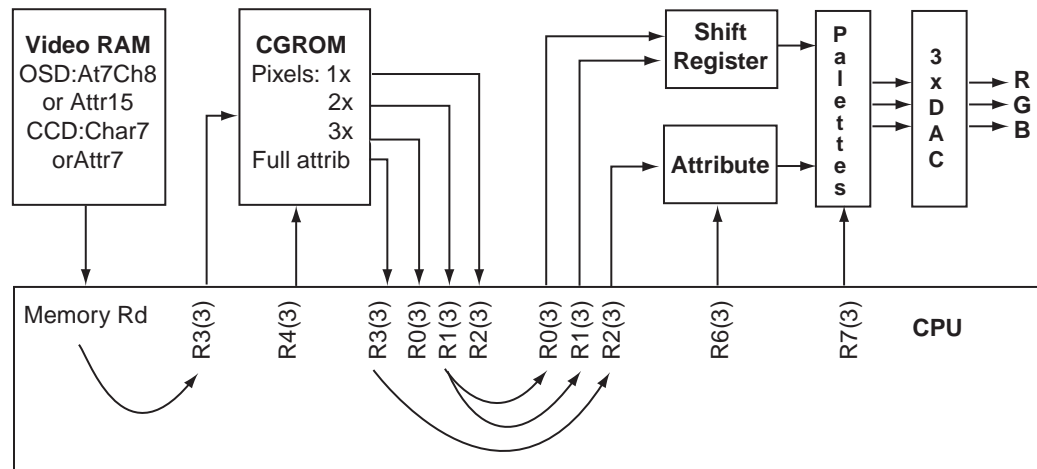 Video RAM
OSD:At7Ch8
or Attr15
CCD:Char7
orAttr7
CGROM
Pixels: 1x
2x
3x
Full attrib
Shift
Register
Attribute
Palettes
3xDAC
R
G
B
Memory Rd
R3(3)
R4(3)
R3(3)
R0(3)
R1(3)
R2(3)
R0(3)
R1(3)
R2(3)
R6(3)
R7(3)
CPU